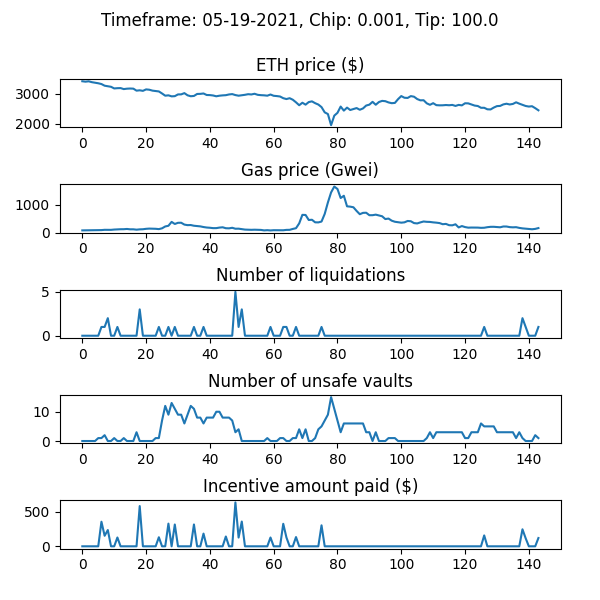 Timeframe: 05-19-2021, Chip: 0.001, Tip: 100.0
ETH price ($)
3000
2000
0 20 40 60 80 100 120 140
Gas price (Gwei)
1000
0
0 20 40 60 80 100 120 140
Number of liquidations
5
0
0 20 40 60 80 100 120 140
Number of unsafe vaults
10
0
0 20 40 60 80 100 120 140
Incentive amount paid ($)
500
0
0 20 40 60 80 100 120 140